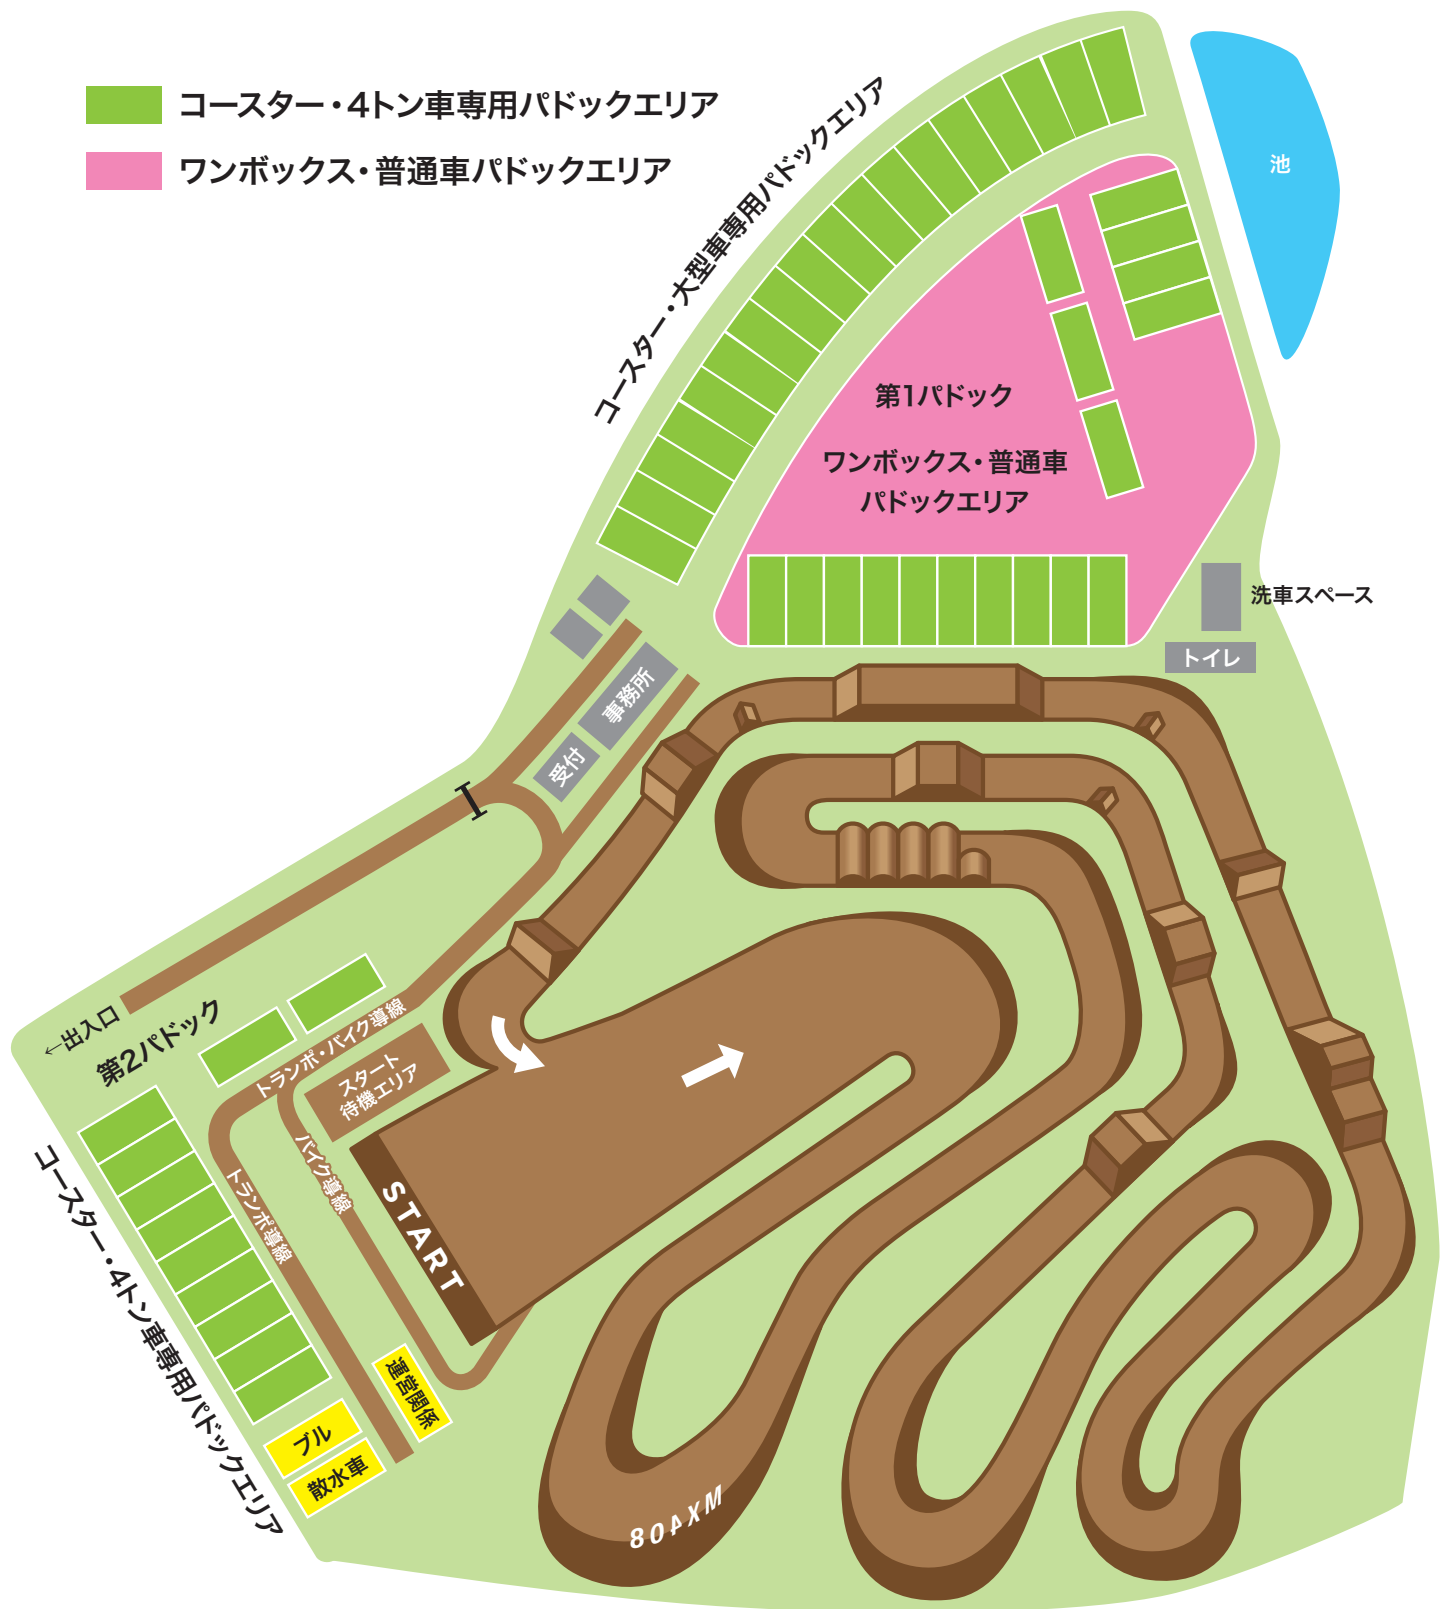 コースター・4トン車専用パドックエリア
ワンボックス・普通車パドックエリア
コースター・大型車専用パドックエリア
池
第1パドック
ワンボックス・普通車
パドックエリア
洗車スペース
トイレ
事務所
受付
←出入口
第2パドック
トランポ・バイク導線
スタート
待機エリア
バイク導線
トランポ導線
START
コースター・4トン車専用パドックエリア
運営関係
ブル
散水車
MX408